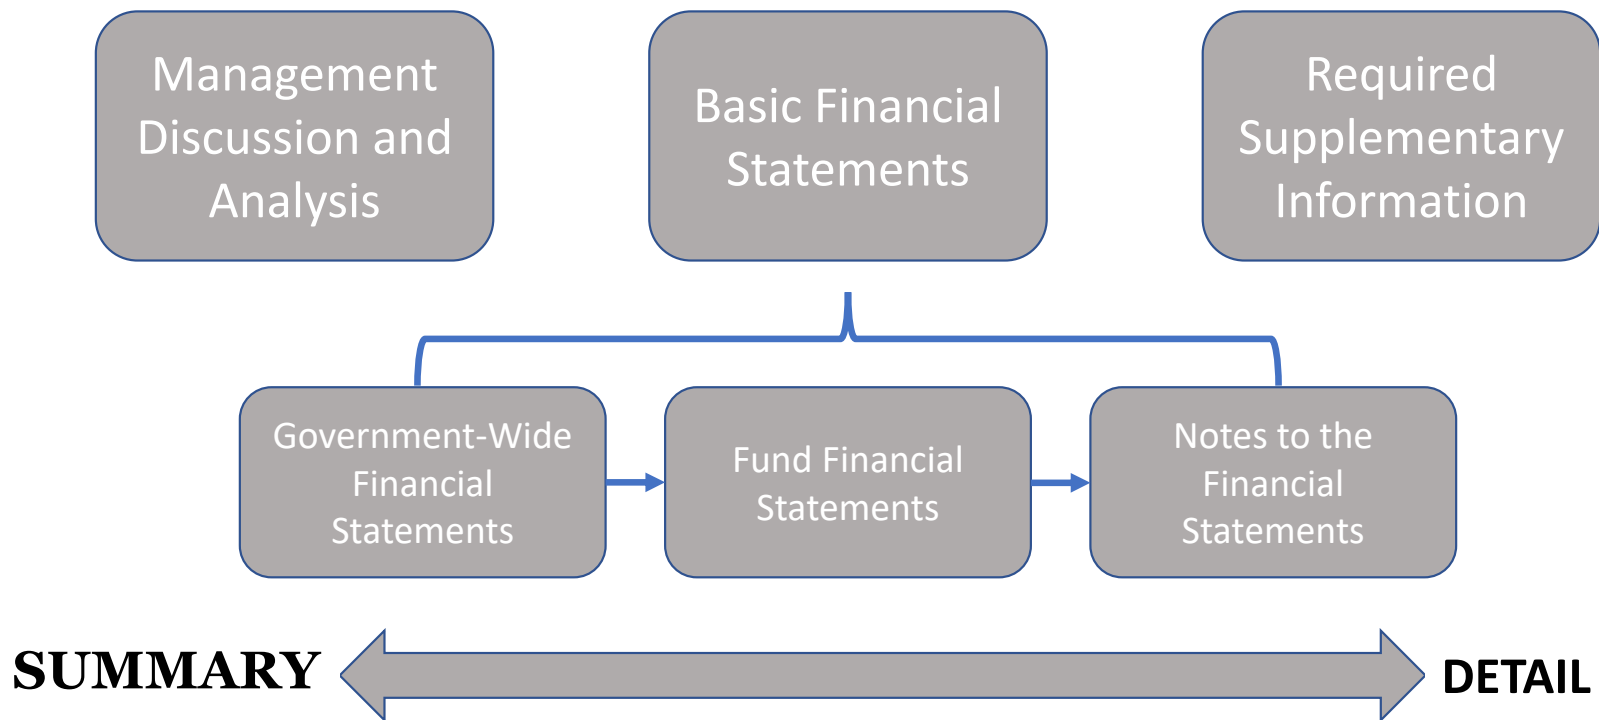 Management
Discussion and
Analysis
Basic Financial
Statements
Required
Supplementary
Information
Government-Wide
Financial
Statements
Fund Financial
Statements
Notes to the
Financial
Statements
SUMMARY
DETAIL